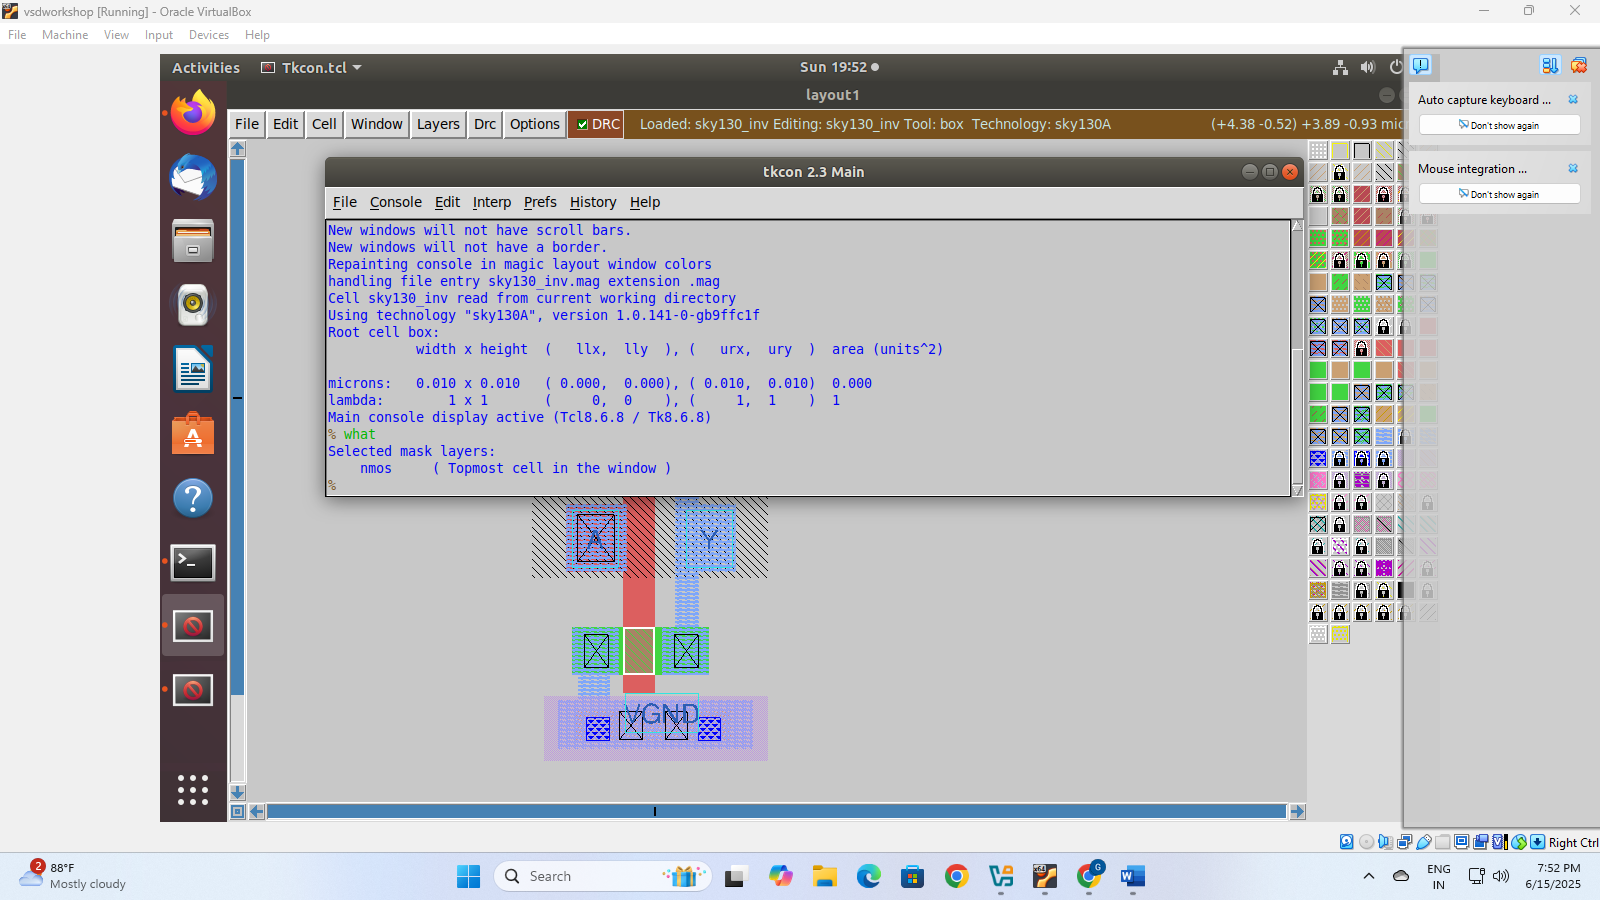 vsdworkshop [Running] - Oracle VirtualBox
File Machine View Input Devices Help
Activities Tkcon.tcl Sun 19:52
layout1
File Edit Cell Window Layers Drc Options DRC Loaded: sky130_inv Editing: sky130_inv Tool: box Technology: sky130A (+4.38 -0.52) +3.89 -0.93
tkcon 2.3 Main
File Console Edit Interp Prefs History Help
New windows will not have scroll bars.
New windows will not have a border.
Repainting console in magic layout window colors
handling file entry sky130_inv.mag extension .mag
Cell sky130_inv read from current working directory
Using technology "sky130A", version 1.0.141-0-gb9ffc1f
Root cell box:
width x height ( llx, lly ), ( urx, ury ) area (units^2)
microns: 0.010 x 0.010 ( 0.000, 0.000), ( 0.010, 0.010) 0.000
lambda: 1 x 1 ( 0, 0 ), ( 1, 1 ) 1
Main console display active (Tcl8.6.8 / Tk8.6.8)
% what
Selected mask layers:
nmos ( Topmost cell in the window )
%
A Y
VGND
Auto capture keyboard ...
Don't show again
Mouse integration ...
Don't show again
Right Ctrl
2
88°F
Mostly cloudy
Search
x64
G
ENG
IN
7:52 PM
6/15/2025